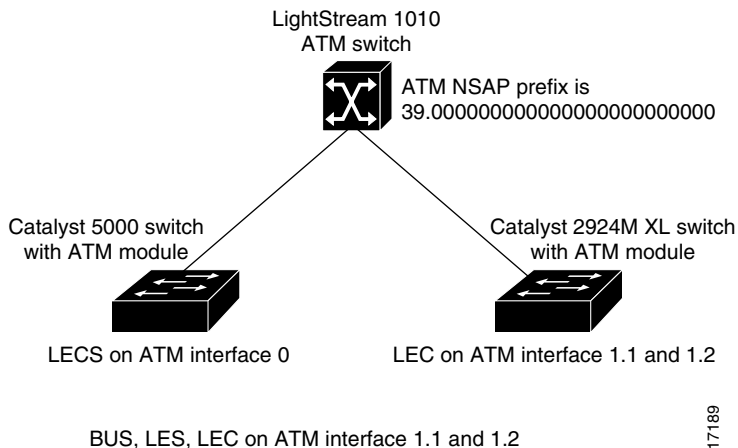 LightStream 1010
ATM switch
ATM NSAP prefix is
39.000000000000000000000000
Catalyst 5000 switch
with ATM module
Catalyst 2924M XL switch
with ATM module
LECS on ATM interface 0
LEC on ATM interface 1.1 and 1.2
BUS, LES, LEC on ATM interface 1.1 and 1.2
17189